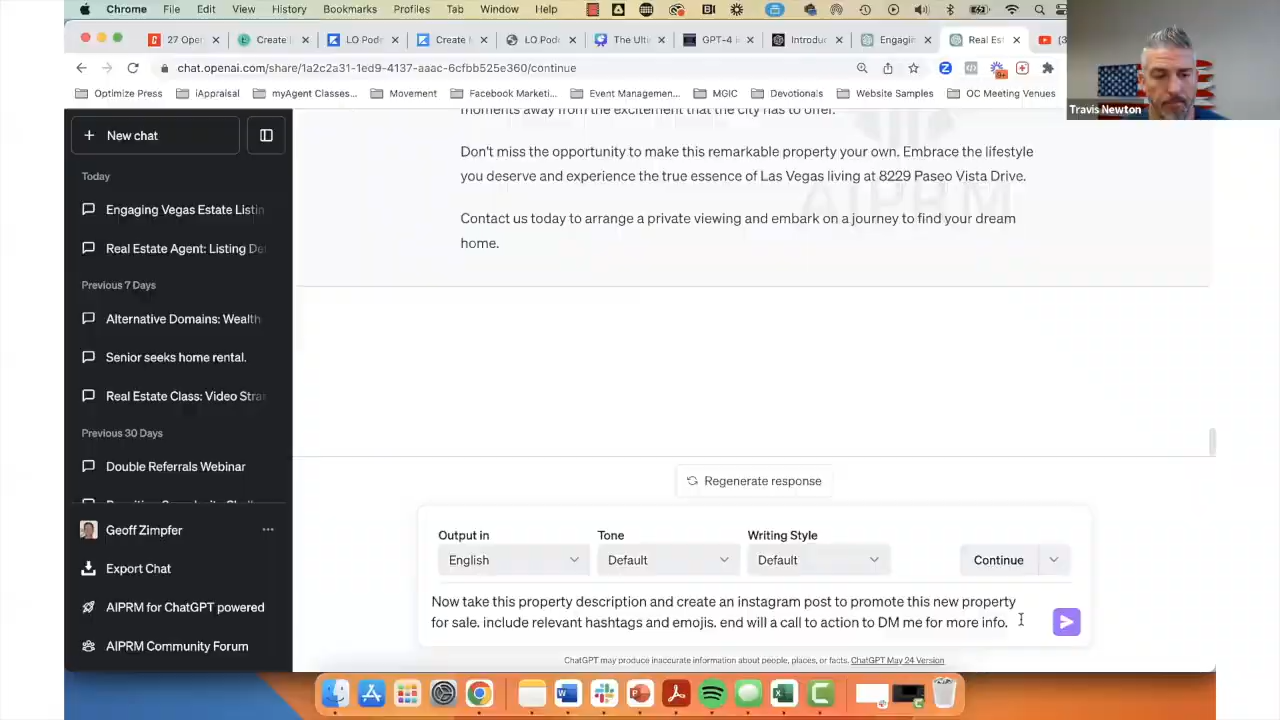 Chrome File Edit View History Bookmarks Profiles Tab Window Help
27 Oper
Create L
LO Podc
Create M
LO Podc
The Ulti
GPT-4 i
Introdu
Engagin
Real Est
chat.openai.com/share/1a2c2a31-1ed9-4137-aaac-6cf35c525e360/continue
Optimize Press iAppraisal myAgent Classes... Movement Facebook Marketi... Event Managemen... MGIC Devotionals Website Samples OC Meeting Venues
Travis Newton
New chat
Today
Engaging Vegas Estate Listin
Real Estate Agent: Listing De
Previous 7 Days
Alternative Domains: Wealth
Senior seeks home rental.
Real Estate Class: Video Stra
Previous 30 Days
Double Referrals Webinar
Geoff Zimpfer
Export Chat
AIPRM for ChatGPT powered
AIPRM Community Forum
moments away from the excitement that the city has to offer.
Don't miss the opportunity to make this remarkable property your own. Embrace the lifestyle
you deserve and experience the true essence of Las Vegas living at 8229 Paseo Vista Drive.
AIPRM
Contact us today to arrange a private viewing and embark on a journey to find your dream
home.
Regenerate response
Output in Tone Writing Style
English Default Default Continue
Now take this property description and create an instagram post to promote this new property
for sale. include relevant hashtags and emojis. end will a call to action to DM me for more info.
ChatGPT may produce inaccurate information about people, places, or facts. ChatGPT May 24 Version